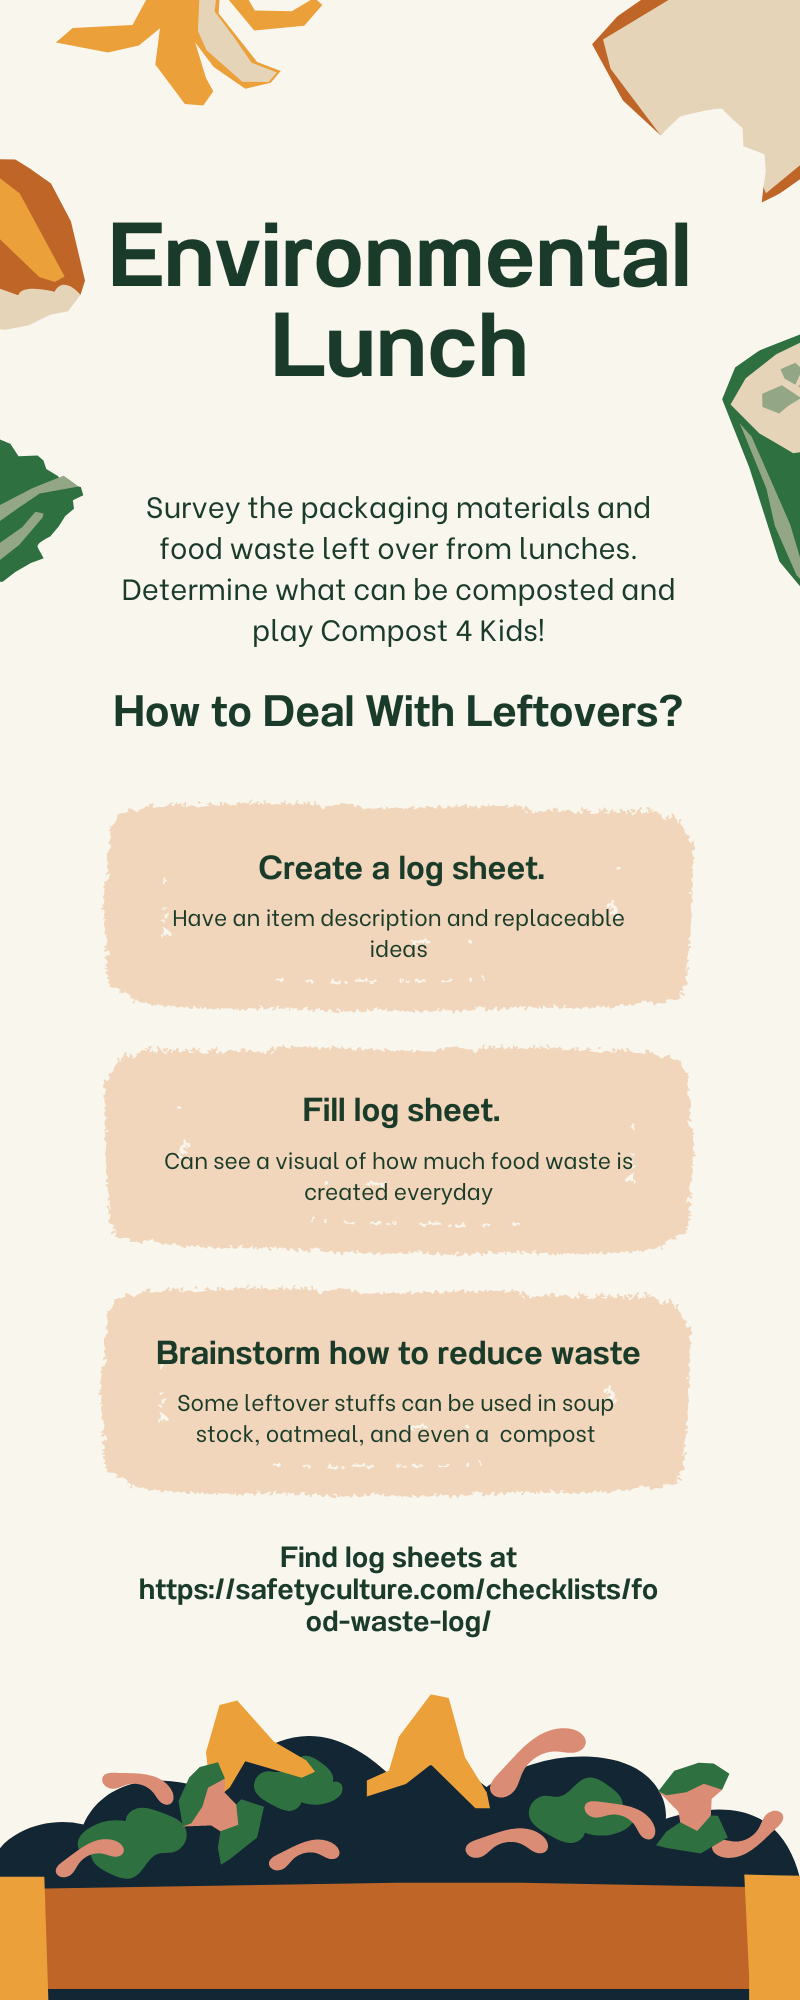 Environmental
Lunch
Survey the packaging materials and
food waste left over from lunches.
Determine what can be composted and
play Compost 4 Kids!
How to Deal With Leftovers?
Create a log sheet.
Have an item description and replaceable
ideas
Fill log sheet.
Can see a visual of how much food waste is
created everyday
Brainstorm how to reduce waste
Some leftover stuffs can be used in soup
stock, oatmeal, and even a  compost
Find log sheets at
https://safetyculture.com/checklists/fo
od-waste-log/